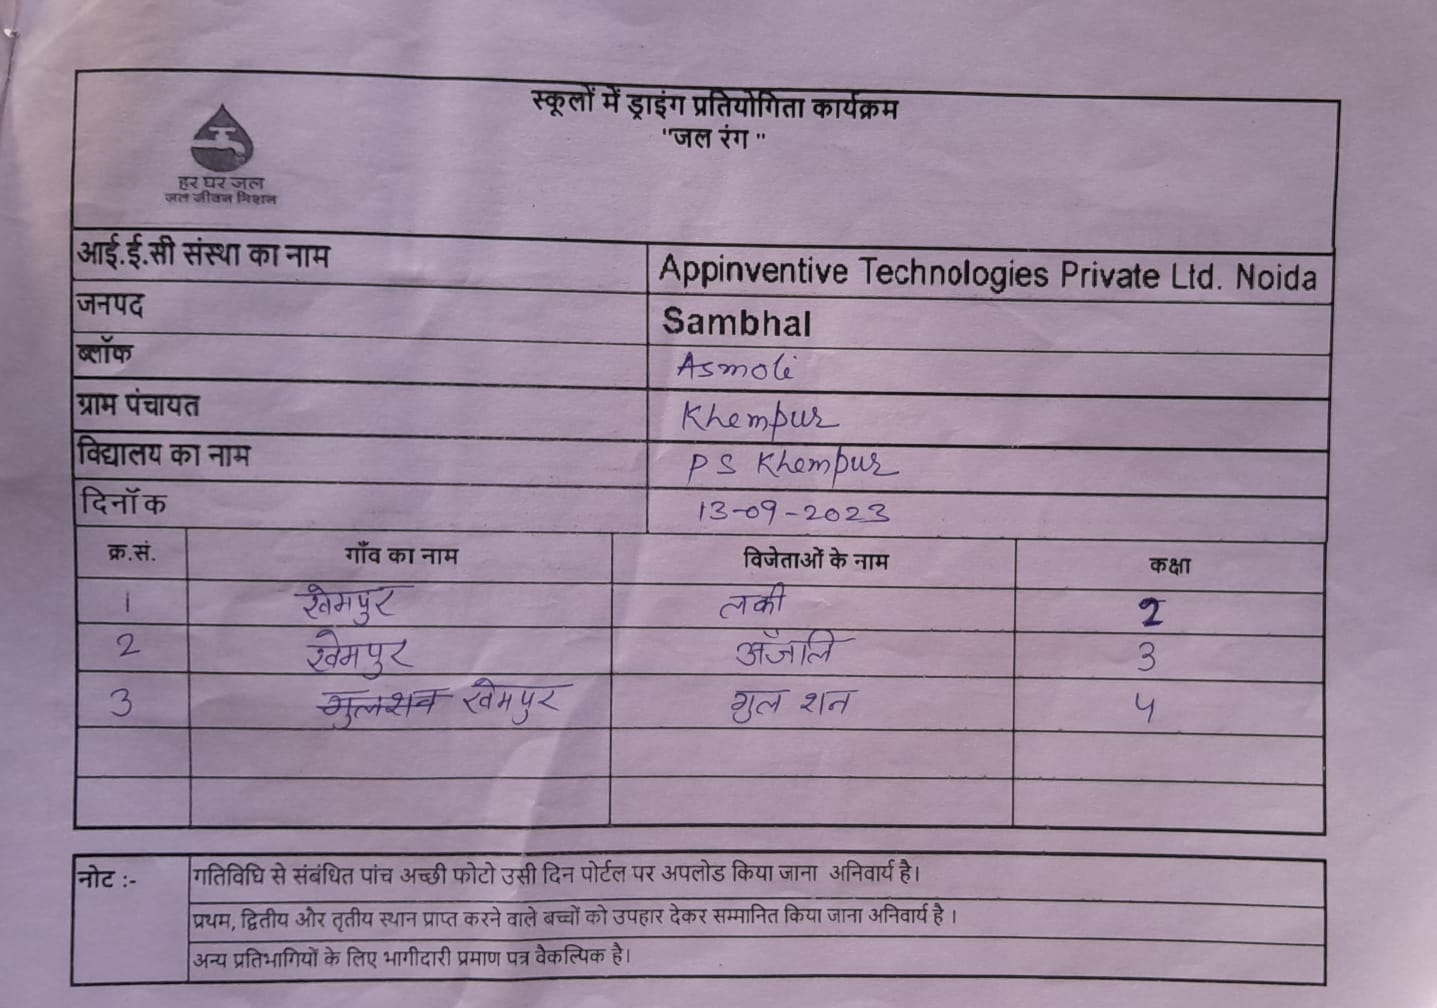 स्कूलों में ड्राइंग प्रतियोगिता कार्यक्रम
"जल रंग "
हर घर जल
जल जीवन मिशन
आई.ई.सी संस्था का नाम Appinventive Technologies Private Ltd. Noida
जनपद Sambhal
ब्लॉक Asmoli
ग्राम पंचायत Khempur
विद्यालय का नाम P S Khempur
दिनॉक 13-09-2023
क्र.सं. गाँव का नाम विजेताओं के नाम कक्षा
1 खेमपुर लकी 2
2 खेमपुर अँजलि 3
3 गुलशन खेमपुर गुल शन 4
नोट :- गतिविधि से संबंधित पांच अच्छी फोटो उसी दिन पोर्टल पर अपलोड किया जाना अनिवार्य है।
प्रथम, द्वितीय और तृतीय स्थान प्राप्त करने वाले बच्चों को उपहार देकर सम्मानित किया जाना अनिवार्य है ।
अन्य प्रतिभागियों के लिए भागीदारी प्रमाण पत्र वैकल्पिक है।